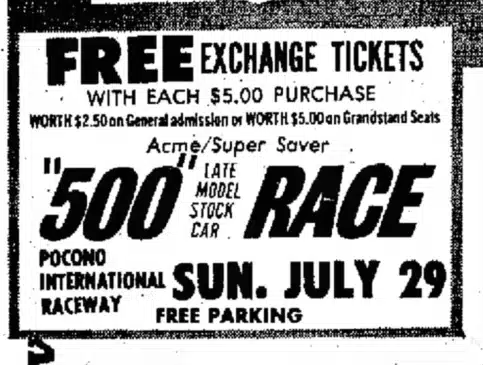 FREE EXCHANGE TICKETS
WITH EACH $5.00 PURCHASE
WORTH $2.50 on General admission or WORTH $5.00 on Grandstand Seats
Acme/Super Saver
"500" LATE MODEL STOCK CAR RACE
POCONO INTERNATIONAL RACEWAY
SUN. JULY 29
FREE PARKING